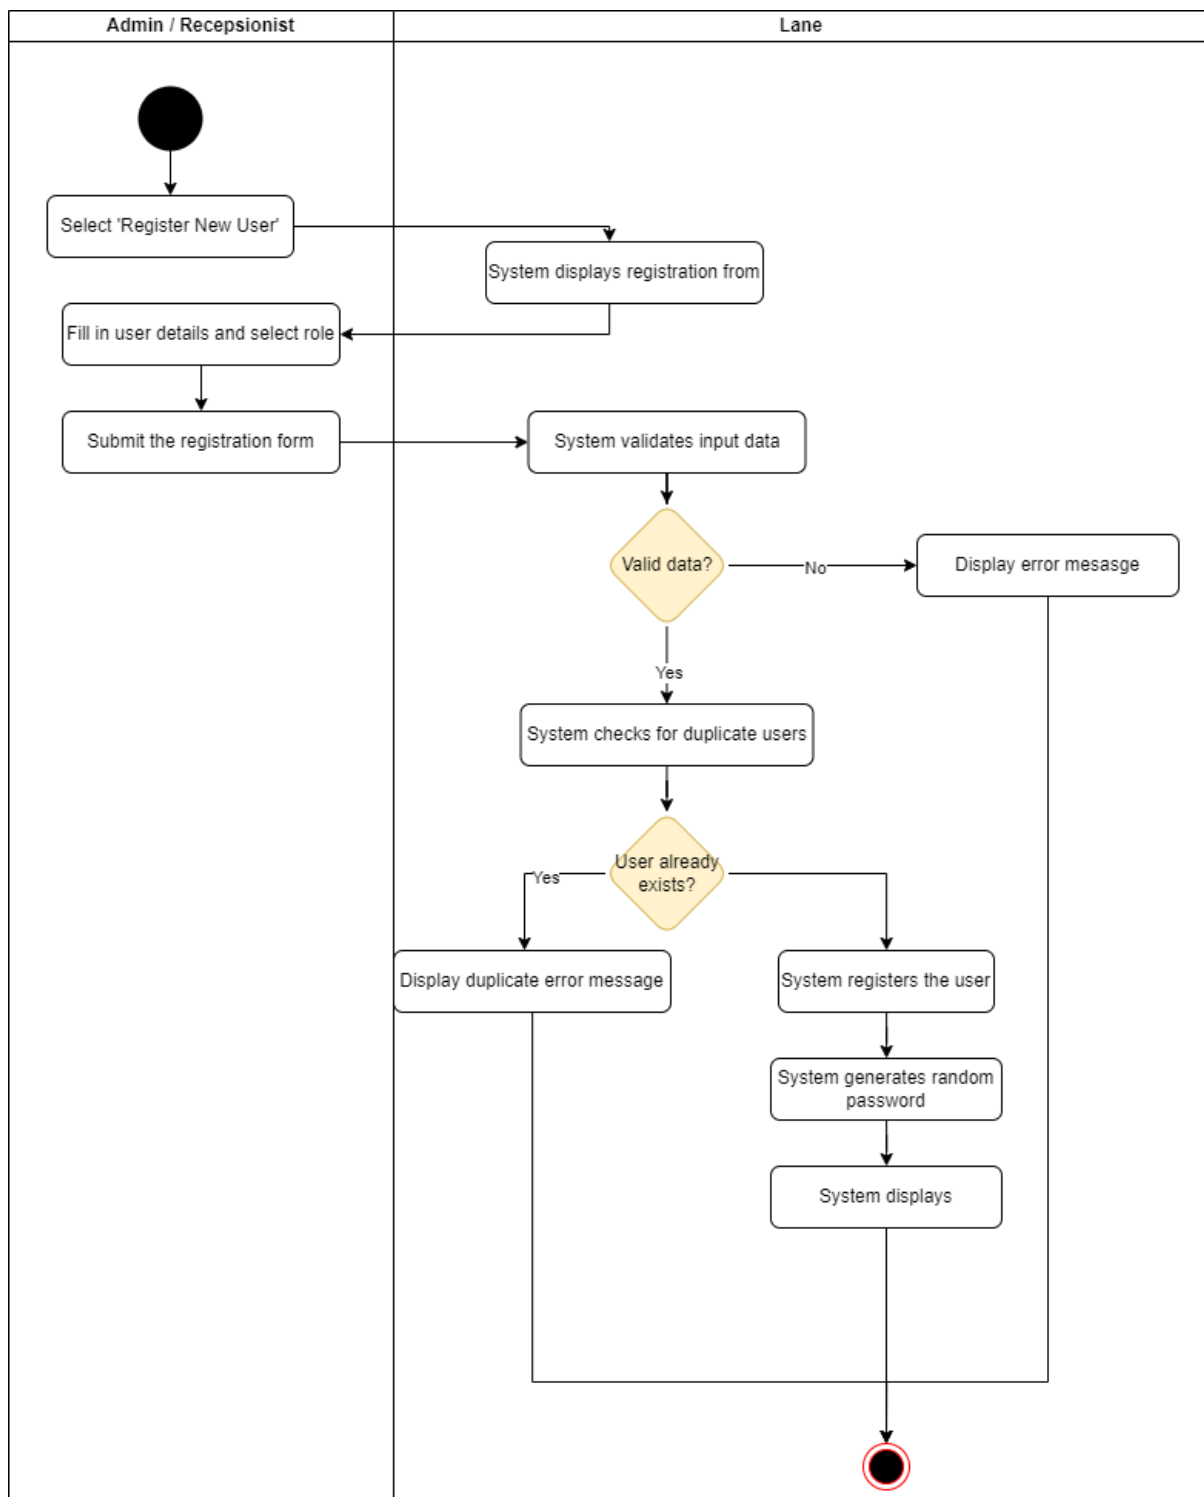 Admin / Recepsionist
Lane
Select 'Register New User'
System displays registration from
Fill in user details and select role
Submit the registration form
System validates input data
Valid data?
No
Display error mesasge
Yes
System checks for duplicate users
User already
exists?
Yes
Display duplicate error message
System registers the user
System generates random
password
System displays